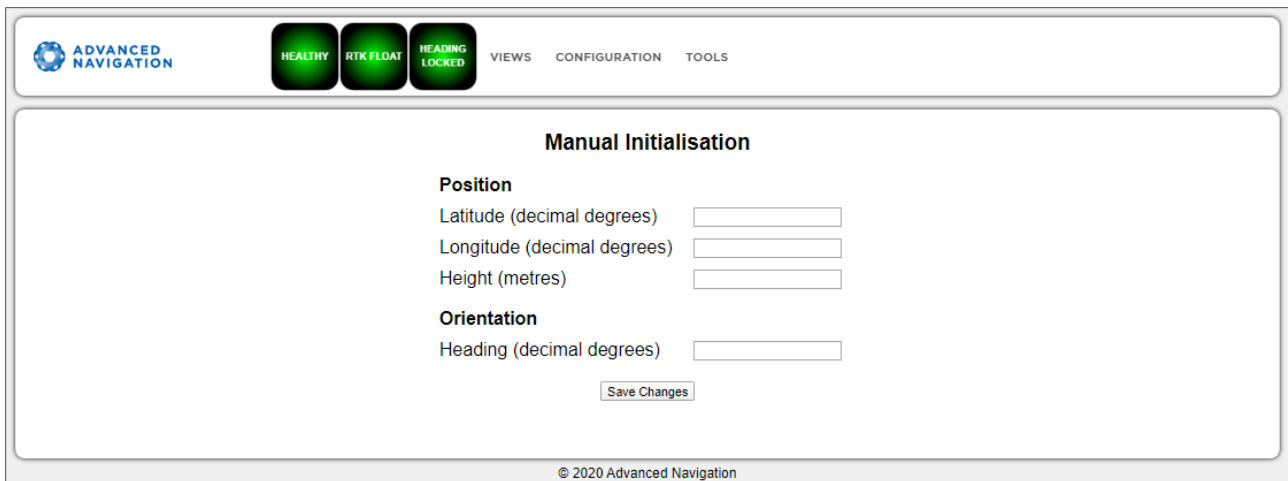 ADVANCED
NAVIGATION
HEALTHY
RTK FLOAT
HEADING
LOCKED
VIEWS CONFIGURATION TOOLS
Manual Initialisation
Position
Latitude (decimal degrees)
Longitude (decimal degrees)
Height (metres)
Orientation
Heading (decimal degrees)
Save Changes
© 2020 Advanced Navigation